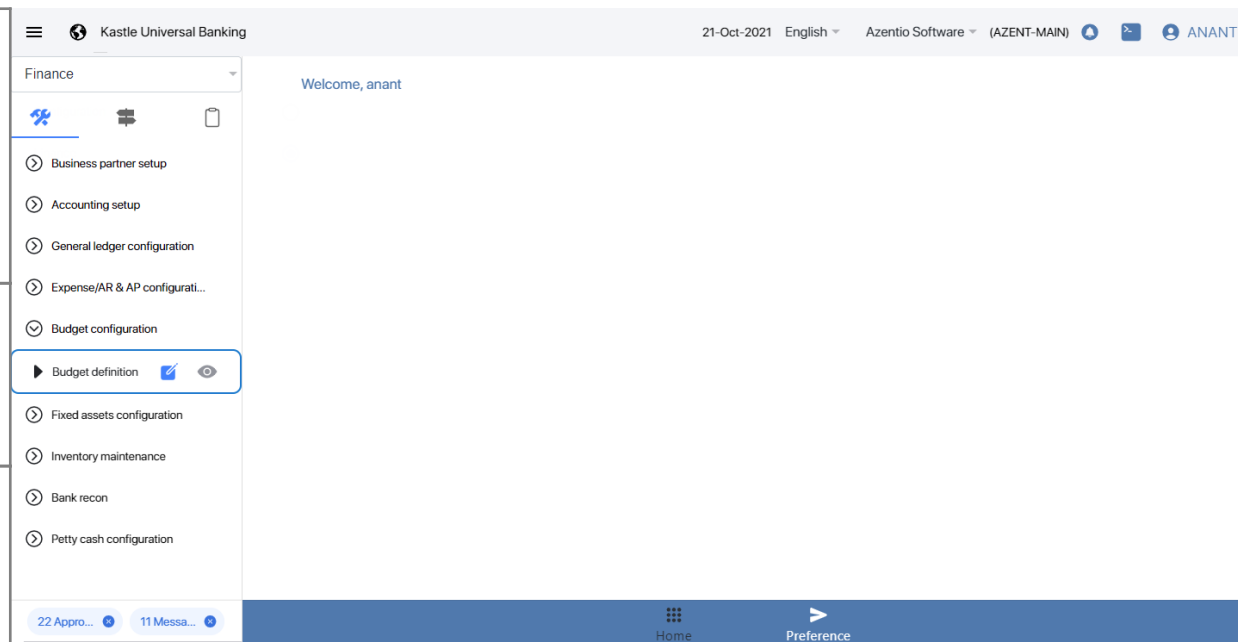 Kastle Universal Banking
21-Oct-2021 English Azentio Software (AZENT-MAIN) ANANT
Finance
Welcome, anant
Business partner setup
Accounting setup
General ledger configuration
Expense/AR & AP configurati...
Budget configuration
Budget definition
Fixed assets configuration
Inventory maintenance
Bank recon
Petty cash configuration
22 Appro... 11 Messa...
Home Preference